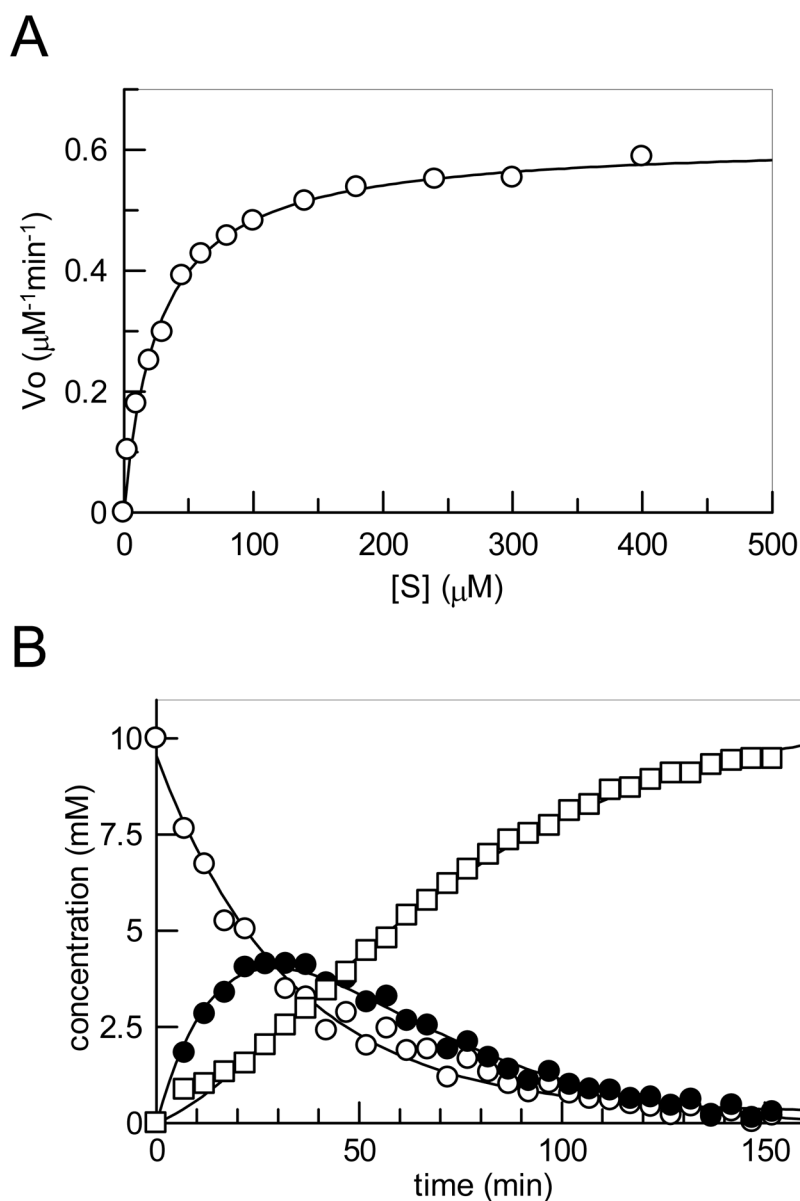 A
0.6
0.4
0.2
0
Vo (μM⁻¹min⁻¹)
0 100 200 300 400 500
[S] (μM)
B
10
7.5
5
2.5
0
concentration (mM)
0 50 100 150
time (min)